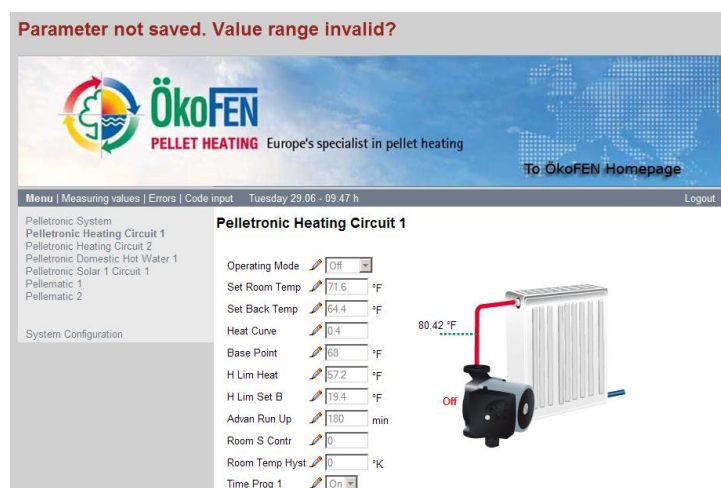 Parameter not saved. Value range invalid?
ÖkoFEN
PELLET HEATING Europe's specialist in pellet heating
To ÖkoFEN Homepage
Menu | Measuring values | Errors | Code input Tuesday 29.06 - 09:47 h Logout
Pelletronic System
Pelletronic Heating Circuit 1
Pelletronic Heating Circuit 2
Pelletronic Domestic Hot Water 1
Pelletronic Solar 1 Circuit 1
Pellematic 1
Pellematic 2
System Configuration
Pelletronic Heating Circuit 1
Operating Mode Off
Set Room Temp 71.6 °F
Set Back Temp 64.4 °F
Heat Curve 0.4
Base Point 68 °F
H Lim Heat 57.2 °F
H Lim Set B 19.4 °F
Advan Run Up 180 min
Room S Contr 0
Room Temp Hyst 0 °K
Time Prog 1 On
80.42 °F
Off